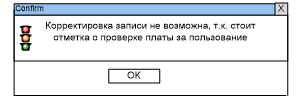 Confirm X
Корректировка записи не возможна, т.к. стоит
отметка о проверке платы за пользование
OK